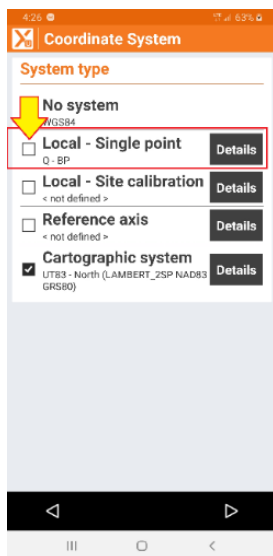 4:26 63%
Coordinate System
System type
No system
WGS84
Local - Single point
Q - BP
Details
Local - Site calibration
< not defined >
Details
Reference axis
< not defined >
Details
Cartographic system
UT83 - North (LAMBERT_2SP NAD83
GRS80)
Details